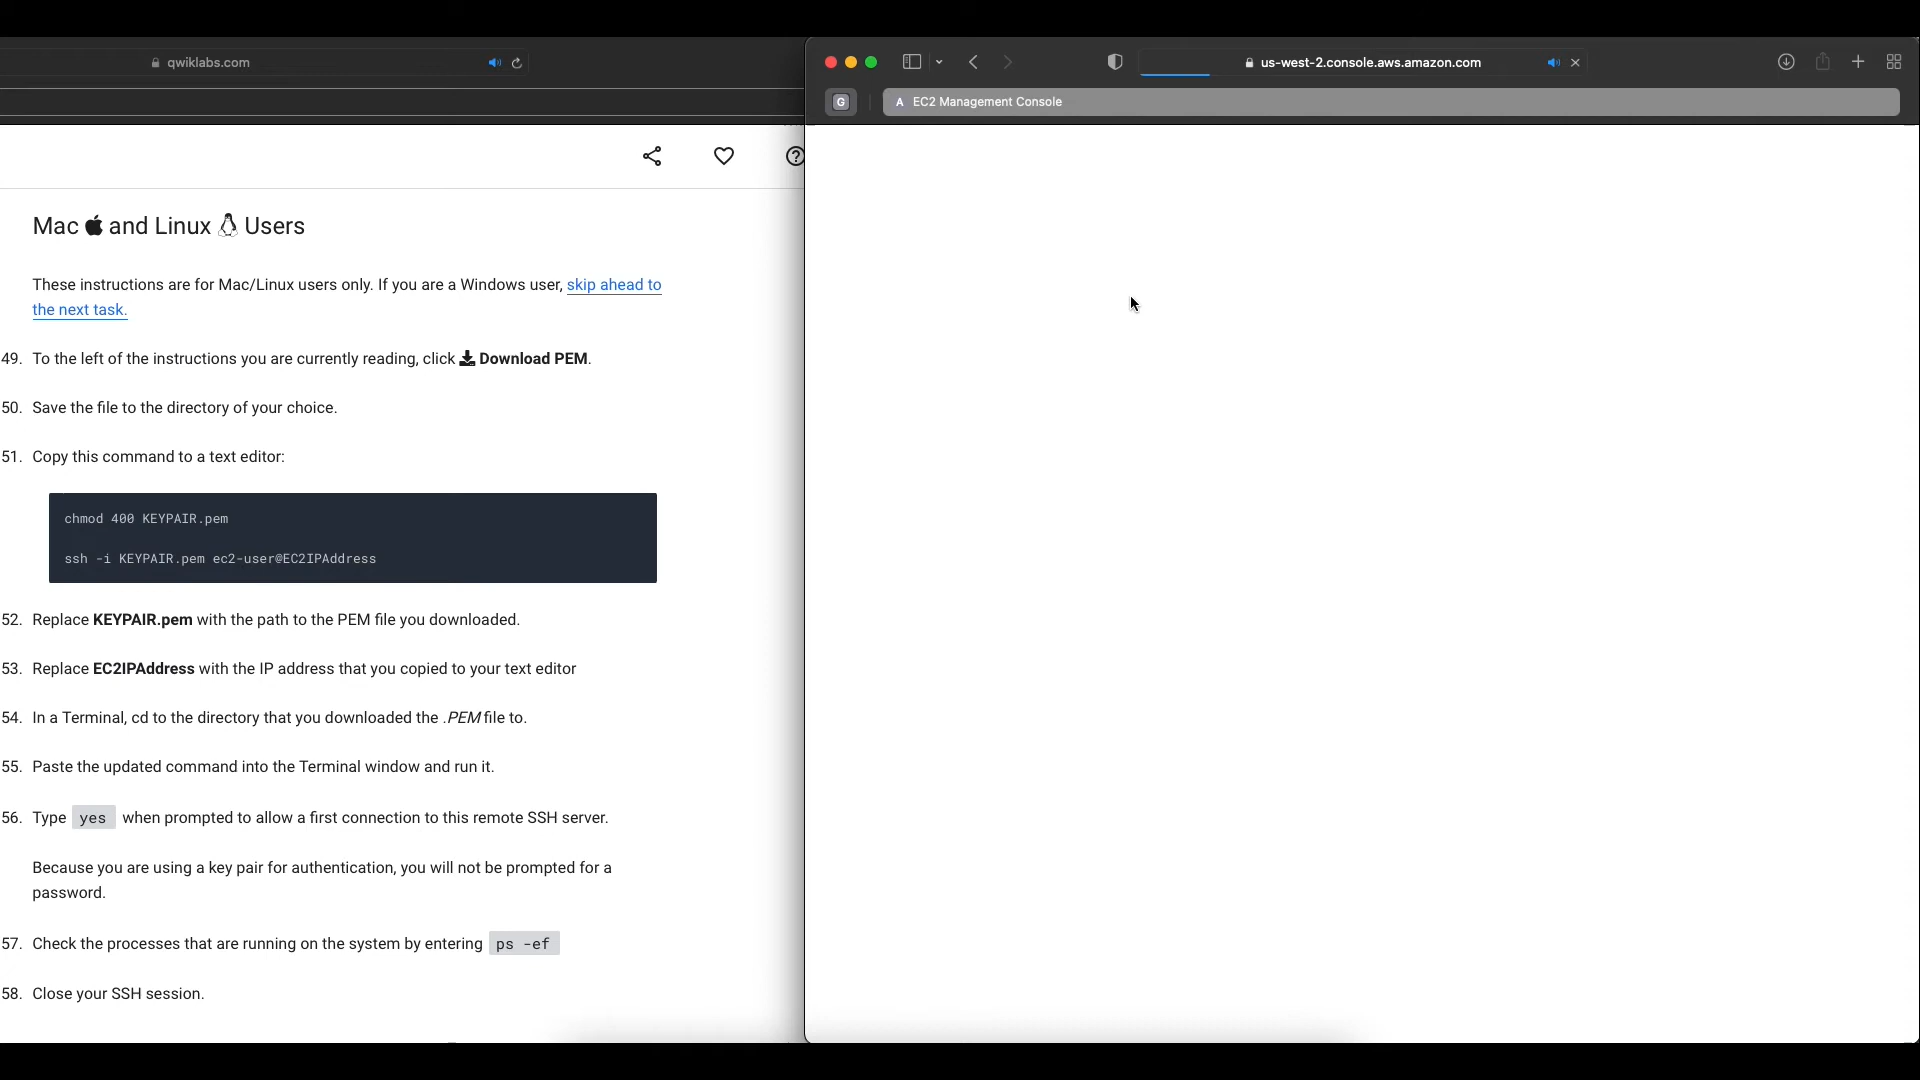 qwiklabs.com
us-west-2.console.aws.amazon.com
G
A EC2 Management Console
Mac and Linux Users
These instructions are for Mac/Linux users only. If you are a Windows user, skip ahead to
the next task.
49. To the left of the instructions you are currently reading, click Download PEM.
50. Save the file to the directory of your choice.
51. Copy this command to a text editor:
chmod 400 KEYPAIR.pem
ssh -i KEYPAIR.pem ec2-user@EC2IPAddress
52. Replace KEYPAIR.pem with the path to the PEM file you downloaded.
53. Replace EC2IPAddress with the IP address that you copied to your text editor
54. In a Terminal, cd to the directory that you downloaded the .PEM file to.
55. Paste the updated command into the Terminal window and run it.
56. Type yes when prompted to allow a first connection to this remote SSH server.
Because you are using a key pair for authentication, you will not be prompted for a
password.
57. Check the processes that are running on the system by entering ps -ef
58. Close your SSH session.